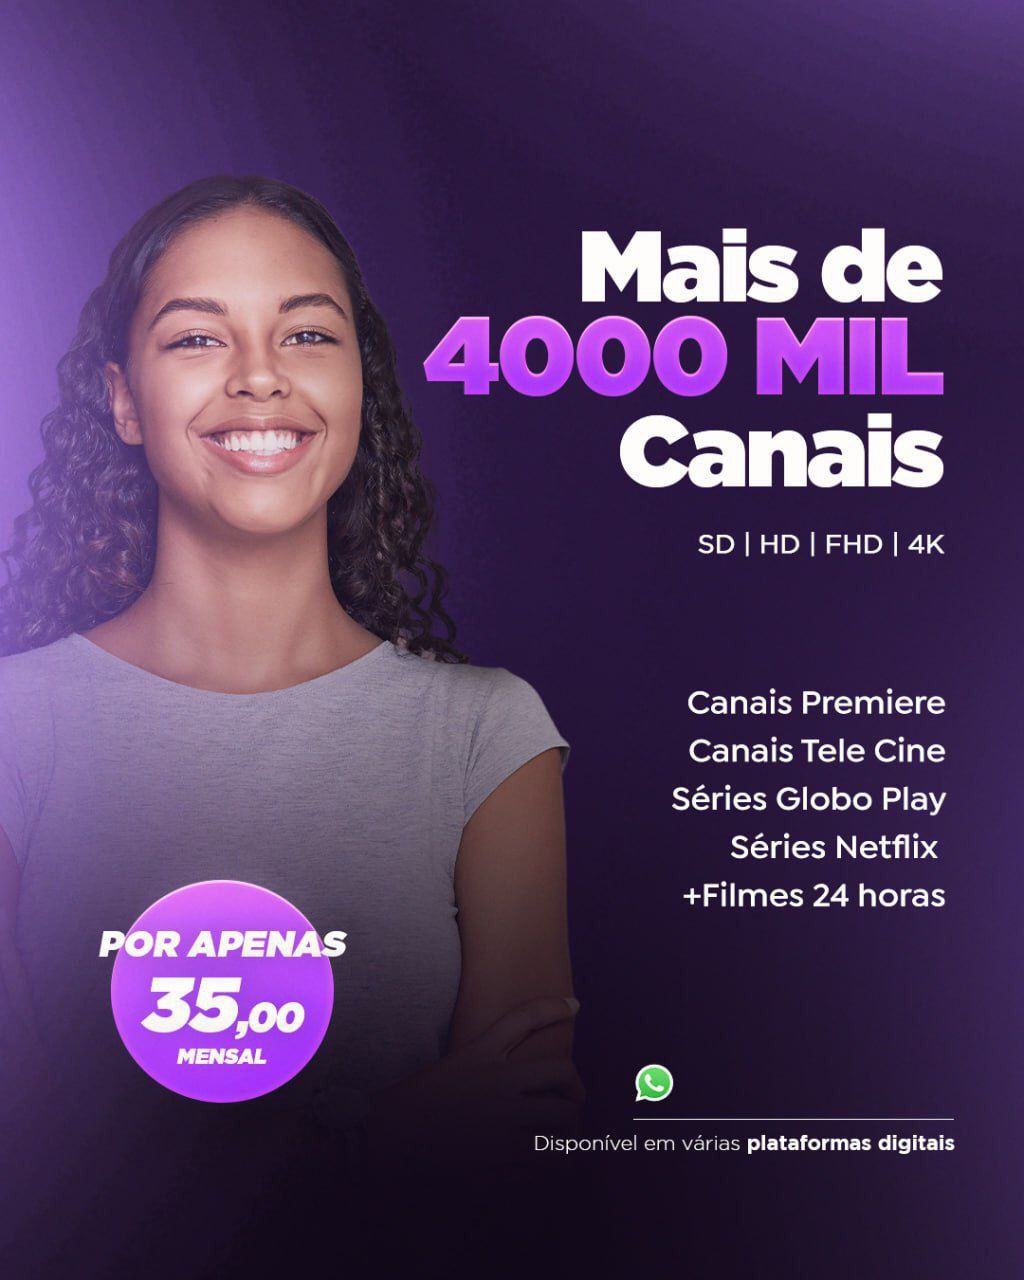 Mais de
4000 MIL
Canais
SD | HD | FHD | 4K
Canais Premiere
Canais Tele Cine
Séries Globo Play
Séries Netflix
+Filmes 24 horas
POR APENAS
35,00
MENSAL
Disponível em várias plataformas digitais